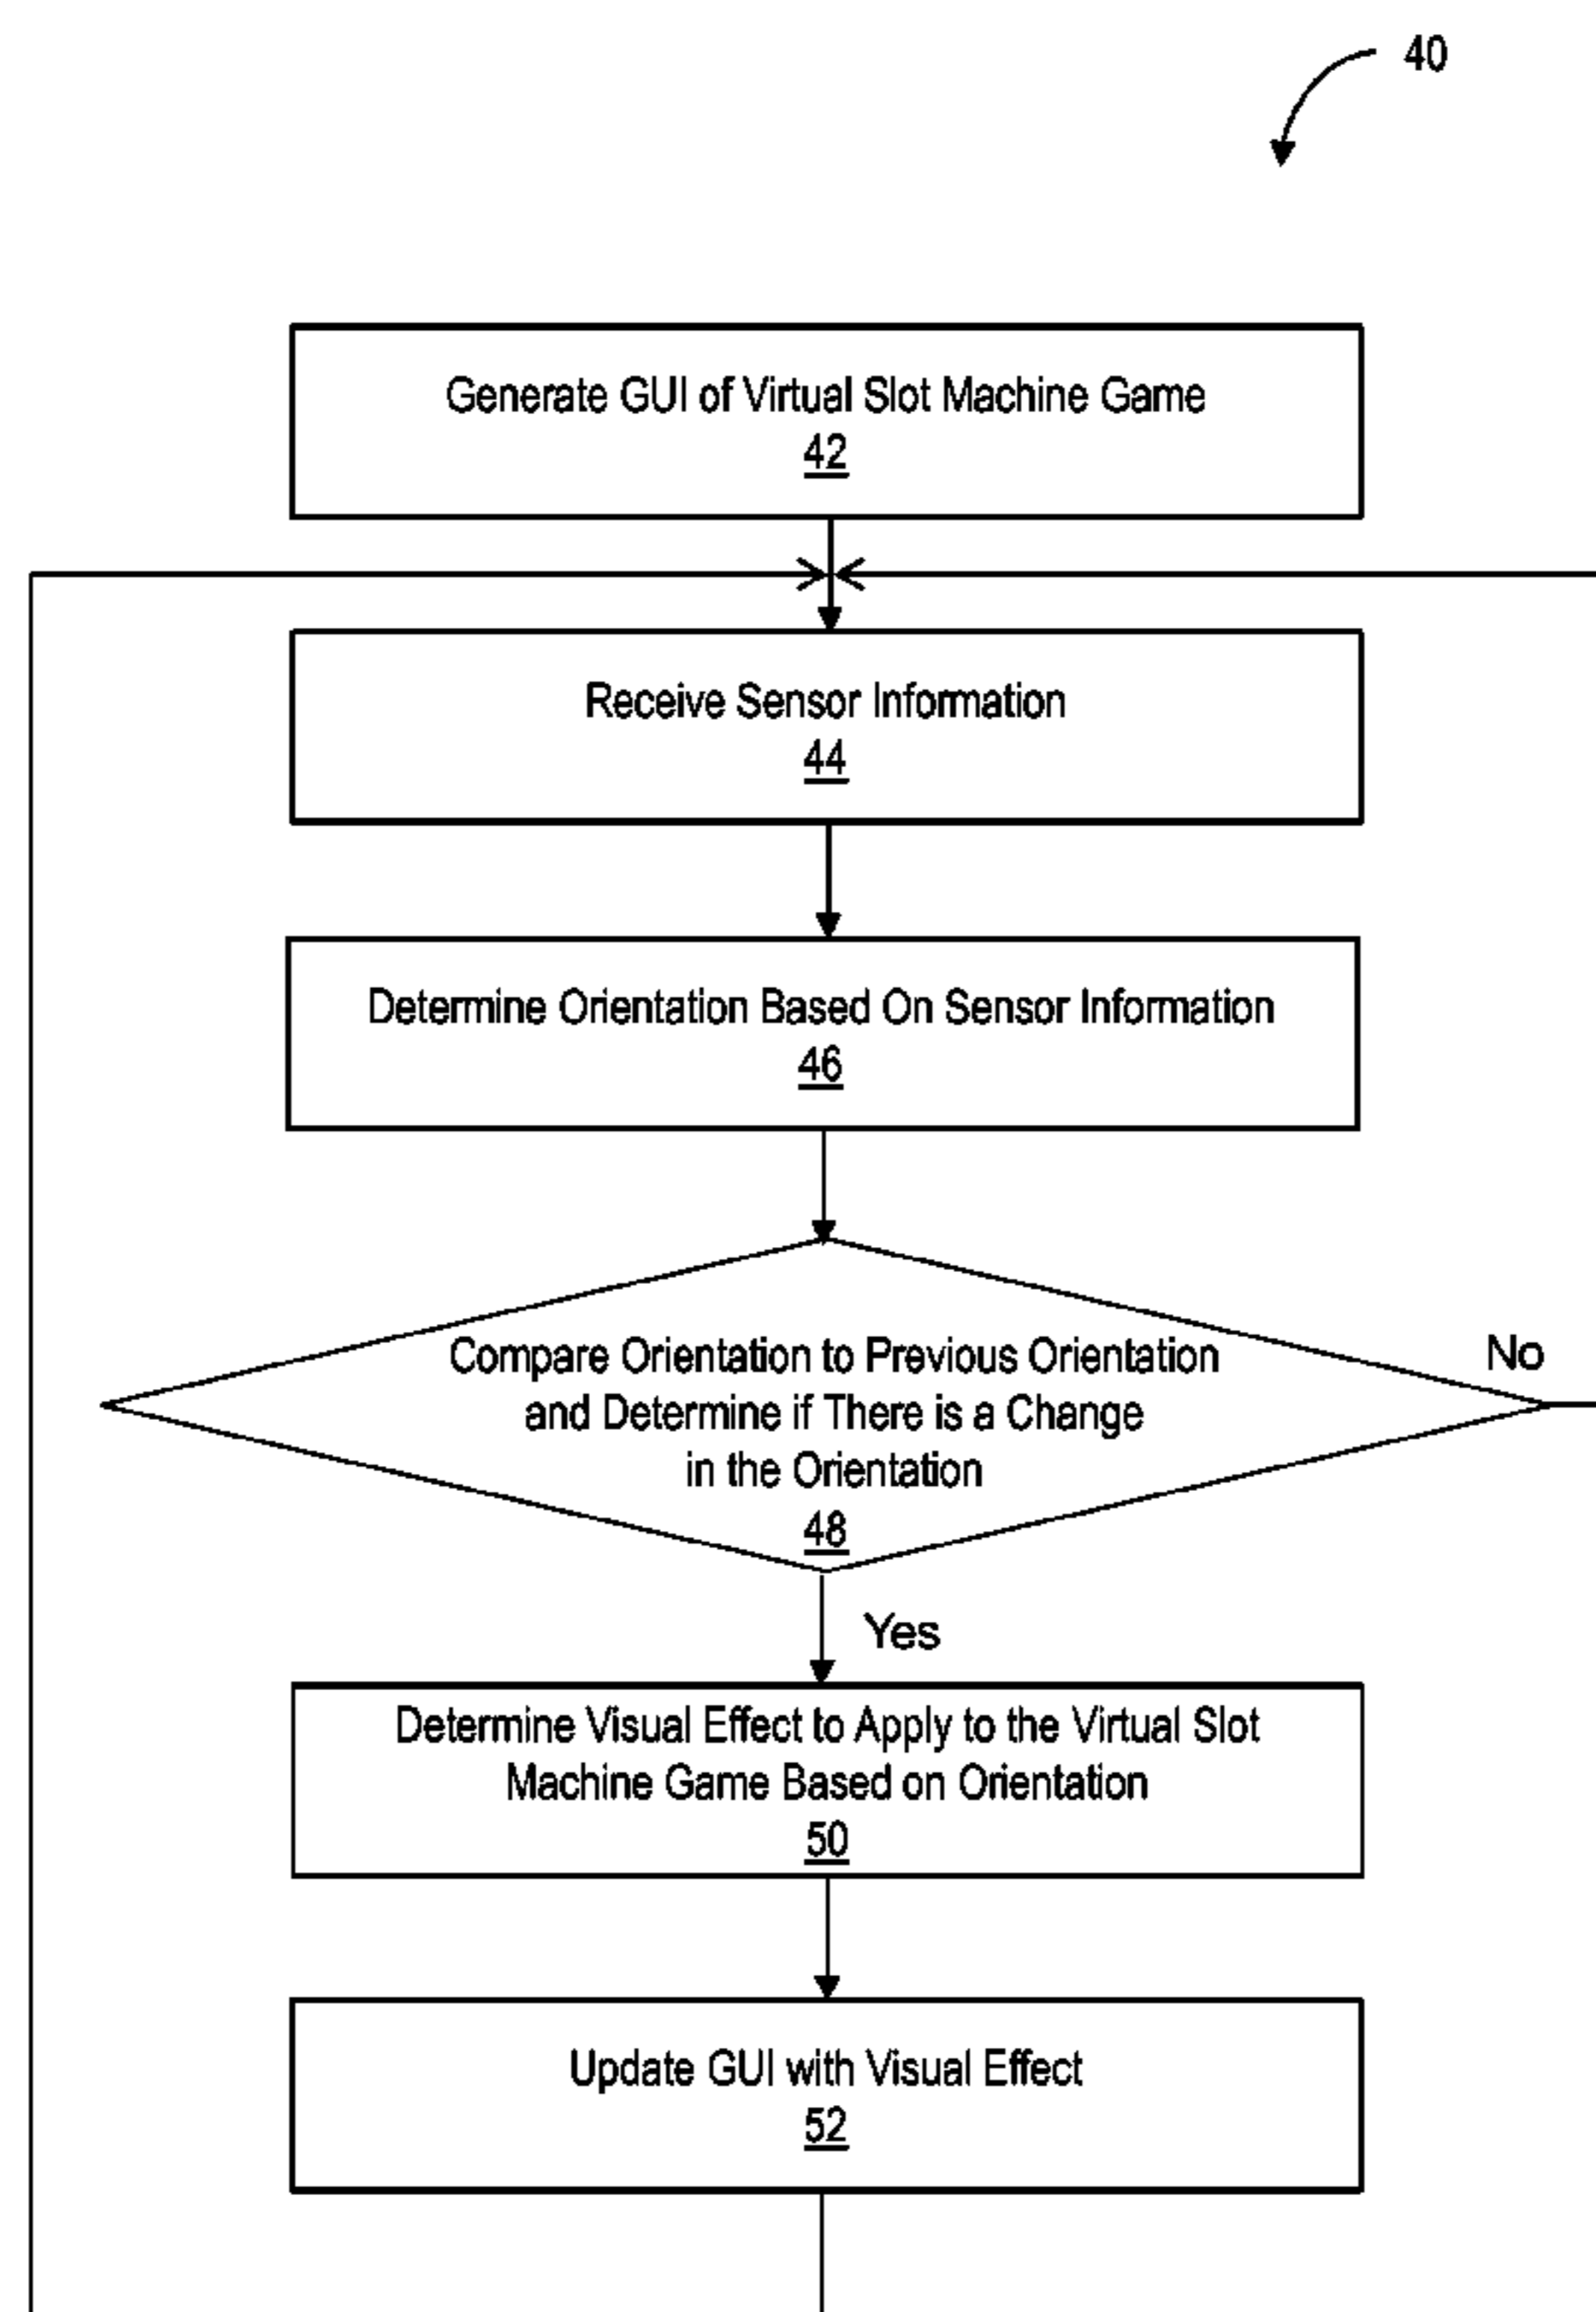 40
Generate GUI of Virtual Slot Machine Game
42
Receive Sensor Information
44
Determine Orientation Based On Sensor Information
46
Compare Orientation to Previous Orientation
and Determine if There is a Change
in the Orientation
48
No
Yes
Determine Visual Effect to Apply to the Virtual Slot
Machine Game Based on Orientation
50
Update GUI with Visual Effect
52